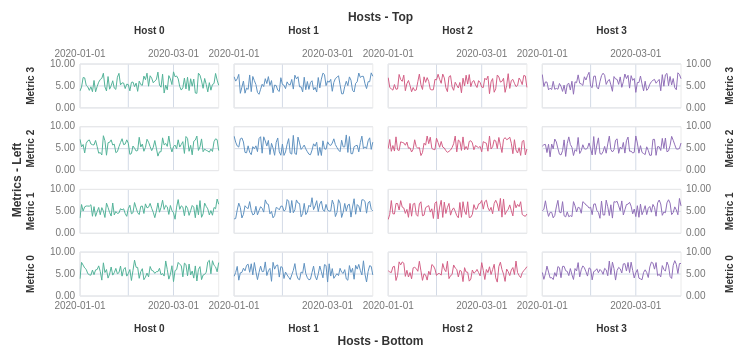 Hosts - Top
Host 0 Host 1 Host 2 Host 3
2020-01-01 2020-03-01 2020-01-01 2020-03-01 2020-01-01 2020-03-01 2020-01-01 2020-03-01
Metrics - Left
Metric 3 10.00 5.00 0.00 10.00 5.00 0.00 Metric 3
Metric 2 10.00 5.00 0.00 10.00 5.00 0.00 Metric 2
Metric 1 10.00 5.00 0.00 10.00 5.00 0.00 Metric 1
Metric 0 10.00 5.00 0.00 10.00 5.00 0.00 Metric 0
2020-01-01 2020-03-01 2020-01-01 2020-03-01 2020-01-01 2020-03-01 2020-01-01 2020-03-01
Host 0 Host 1 Host 2 Host 3
Hosts - Bottom